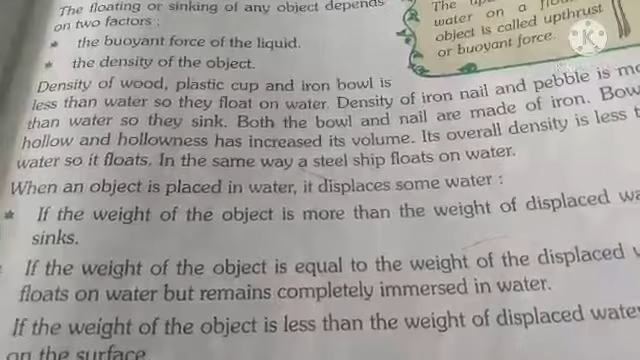 The floating or sinking of any object depends
on two factors :
* the buoyant force of the liquid.
* the density of the object.
The
water on a
object is called upthrust
or buoyant force.
Density of wood, plastic cup and iron bowl is
less than water so they float on water. Density of iron nail and pebble is
than water so they sink. Both the bowl and nail are made of iron.
hollow and hollowness has increased its volume. Its overall density is less
water so it floats. In the same way a steel ship floats on water.
When an object is placed in water, it displaces some water :
* If the weight of the object is more than the weight of displaced
sinks.
If the weight of the object is equal to the weight of the displaced
floats on water but remains completely immersed in water.
If the weight of the object is less than the weight of displaced
on the surface
K
KINEMASTER